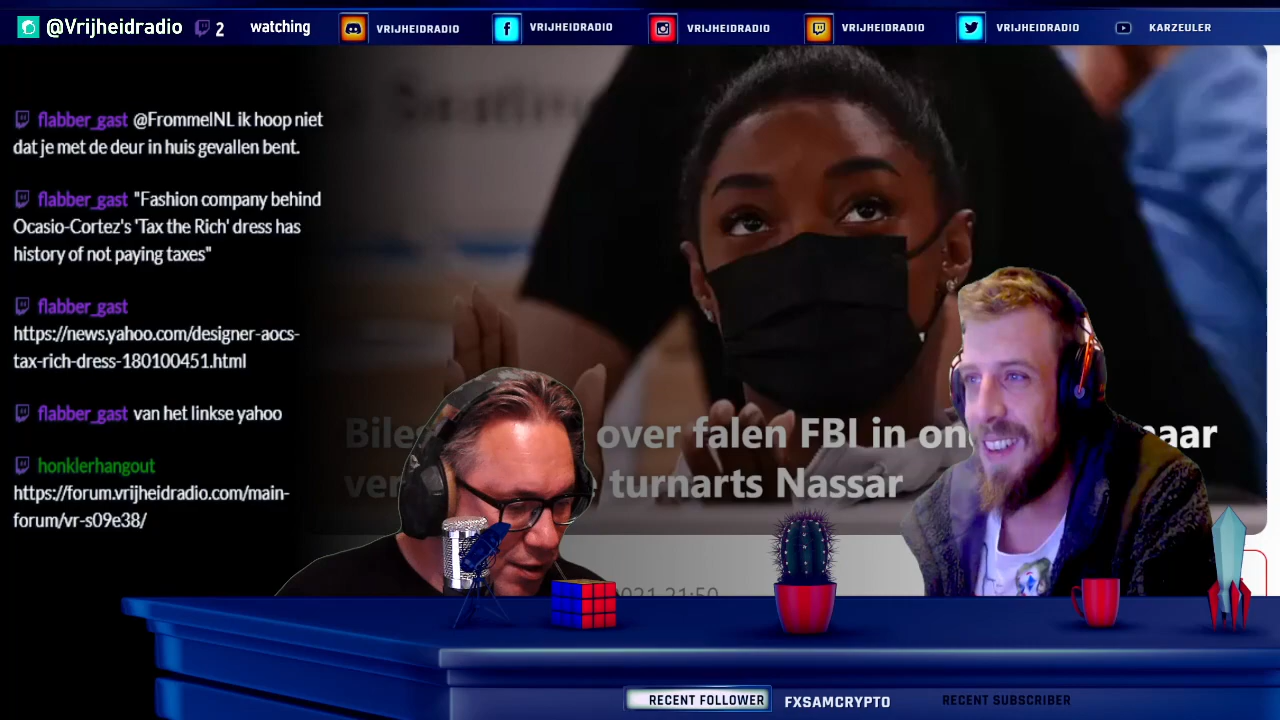 @Vrijheidradio 2 watching VRIJHEIDRADIO VRIJHEIDRADIO VRIJHEIDRADIO VRIJHEIDRADIO VRIJHEIDRADIO KARZEULER
flabber_gast @FrommelNL ik hoop niet
dat je met de deur in huis gevallen bent.
flabber_gast "Fashion company behind
Ocasio-Cortez's 'Tax the Rich' dress has
history of not paying taxes"
flabber_gast
https://news.yahoo.com/designer-aocs-
tax-rich-dress-180100451.html
flabber_gast van het linkse yahoo
honklerhangout
https://forum.vrijheidradio.com/main-
forum/vr-s09e38/
Biles over falen FBI in
turnarts Nassar
2021 21:50
RECENT FOLLOWER FXSAMCRYPTO RECENT SUBSCRIBER